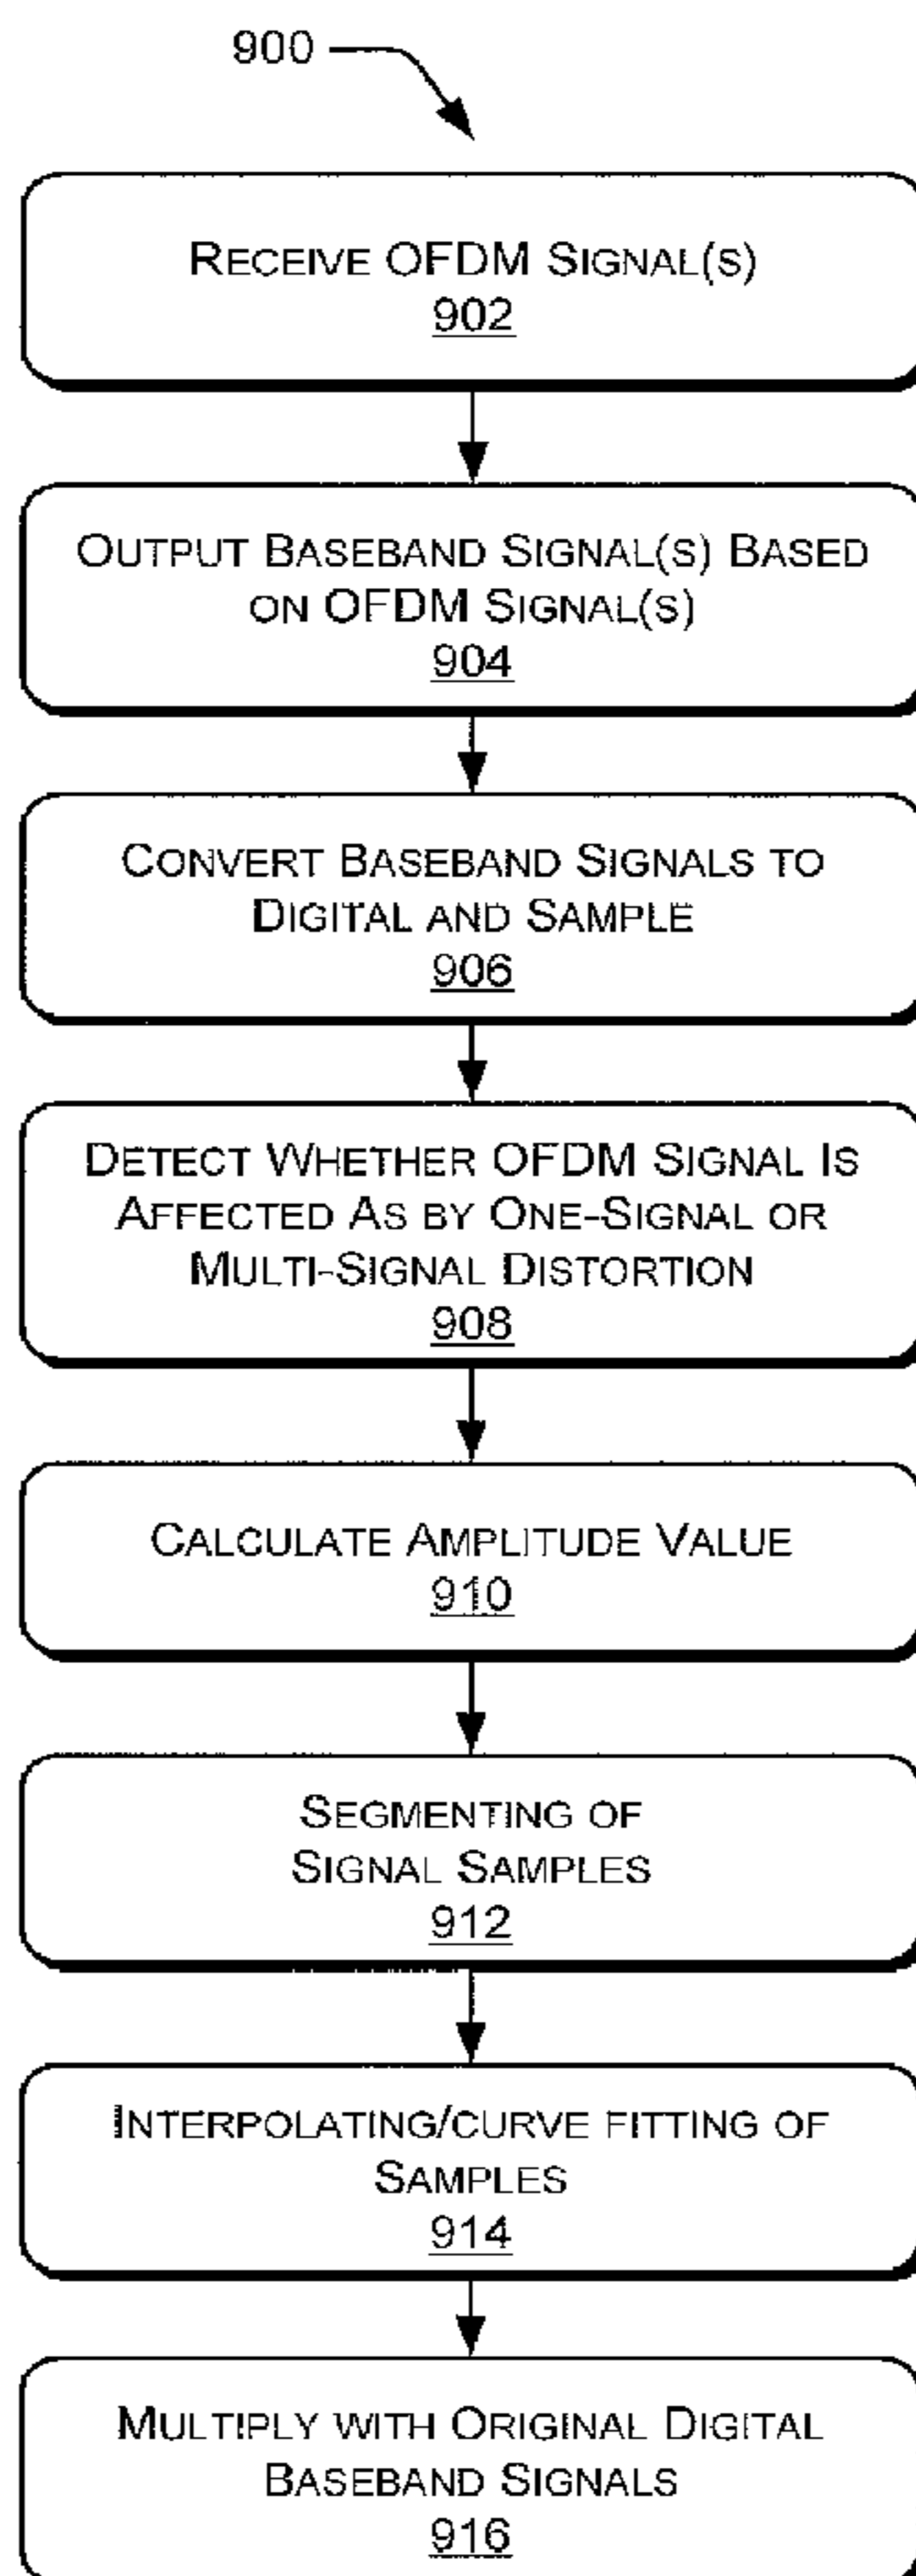 900
RECEIVE OFDM SIGNAL(S)
902
OUTPUT BASEBAND SIGNAL(S) BASED
ON OFDM SIGNAL(S)
904
CONVERT BASEBAND SIGNALS TO
DIGITAL AND SAMPLE
906
DETECT WHETHER OFDM SIGNAL IS
AFFECTED AS BY ONE-SIGNAL OR
MULTI-SIGNAL DISTORTION
908
CALCULATE AMPLITUDE VALUE
910
SEGMENTING OF
SIGNAL SAMPLES
912
INTERPOLATING/CURVE FITTING OF
SAMPLES
914
MULTIPLY WITH ORIGINAL DIGITAL
BASEBAND SIGNALS
916